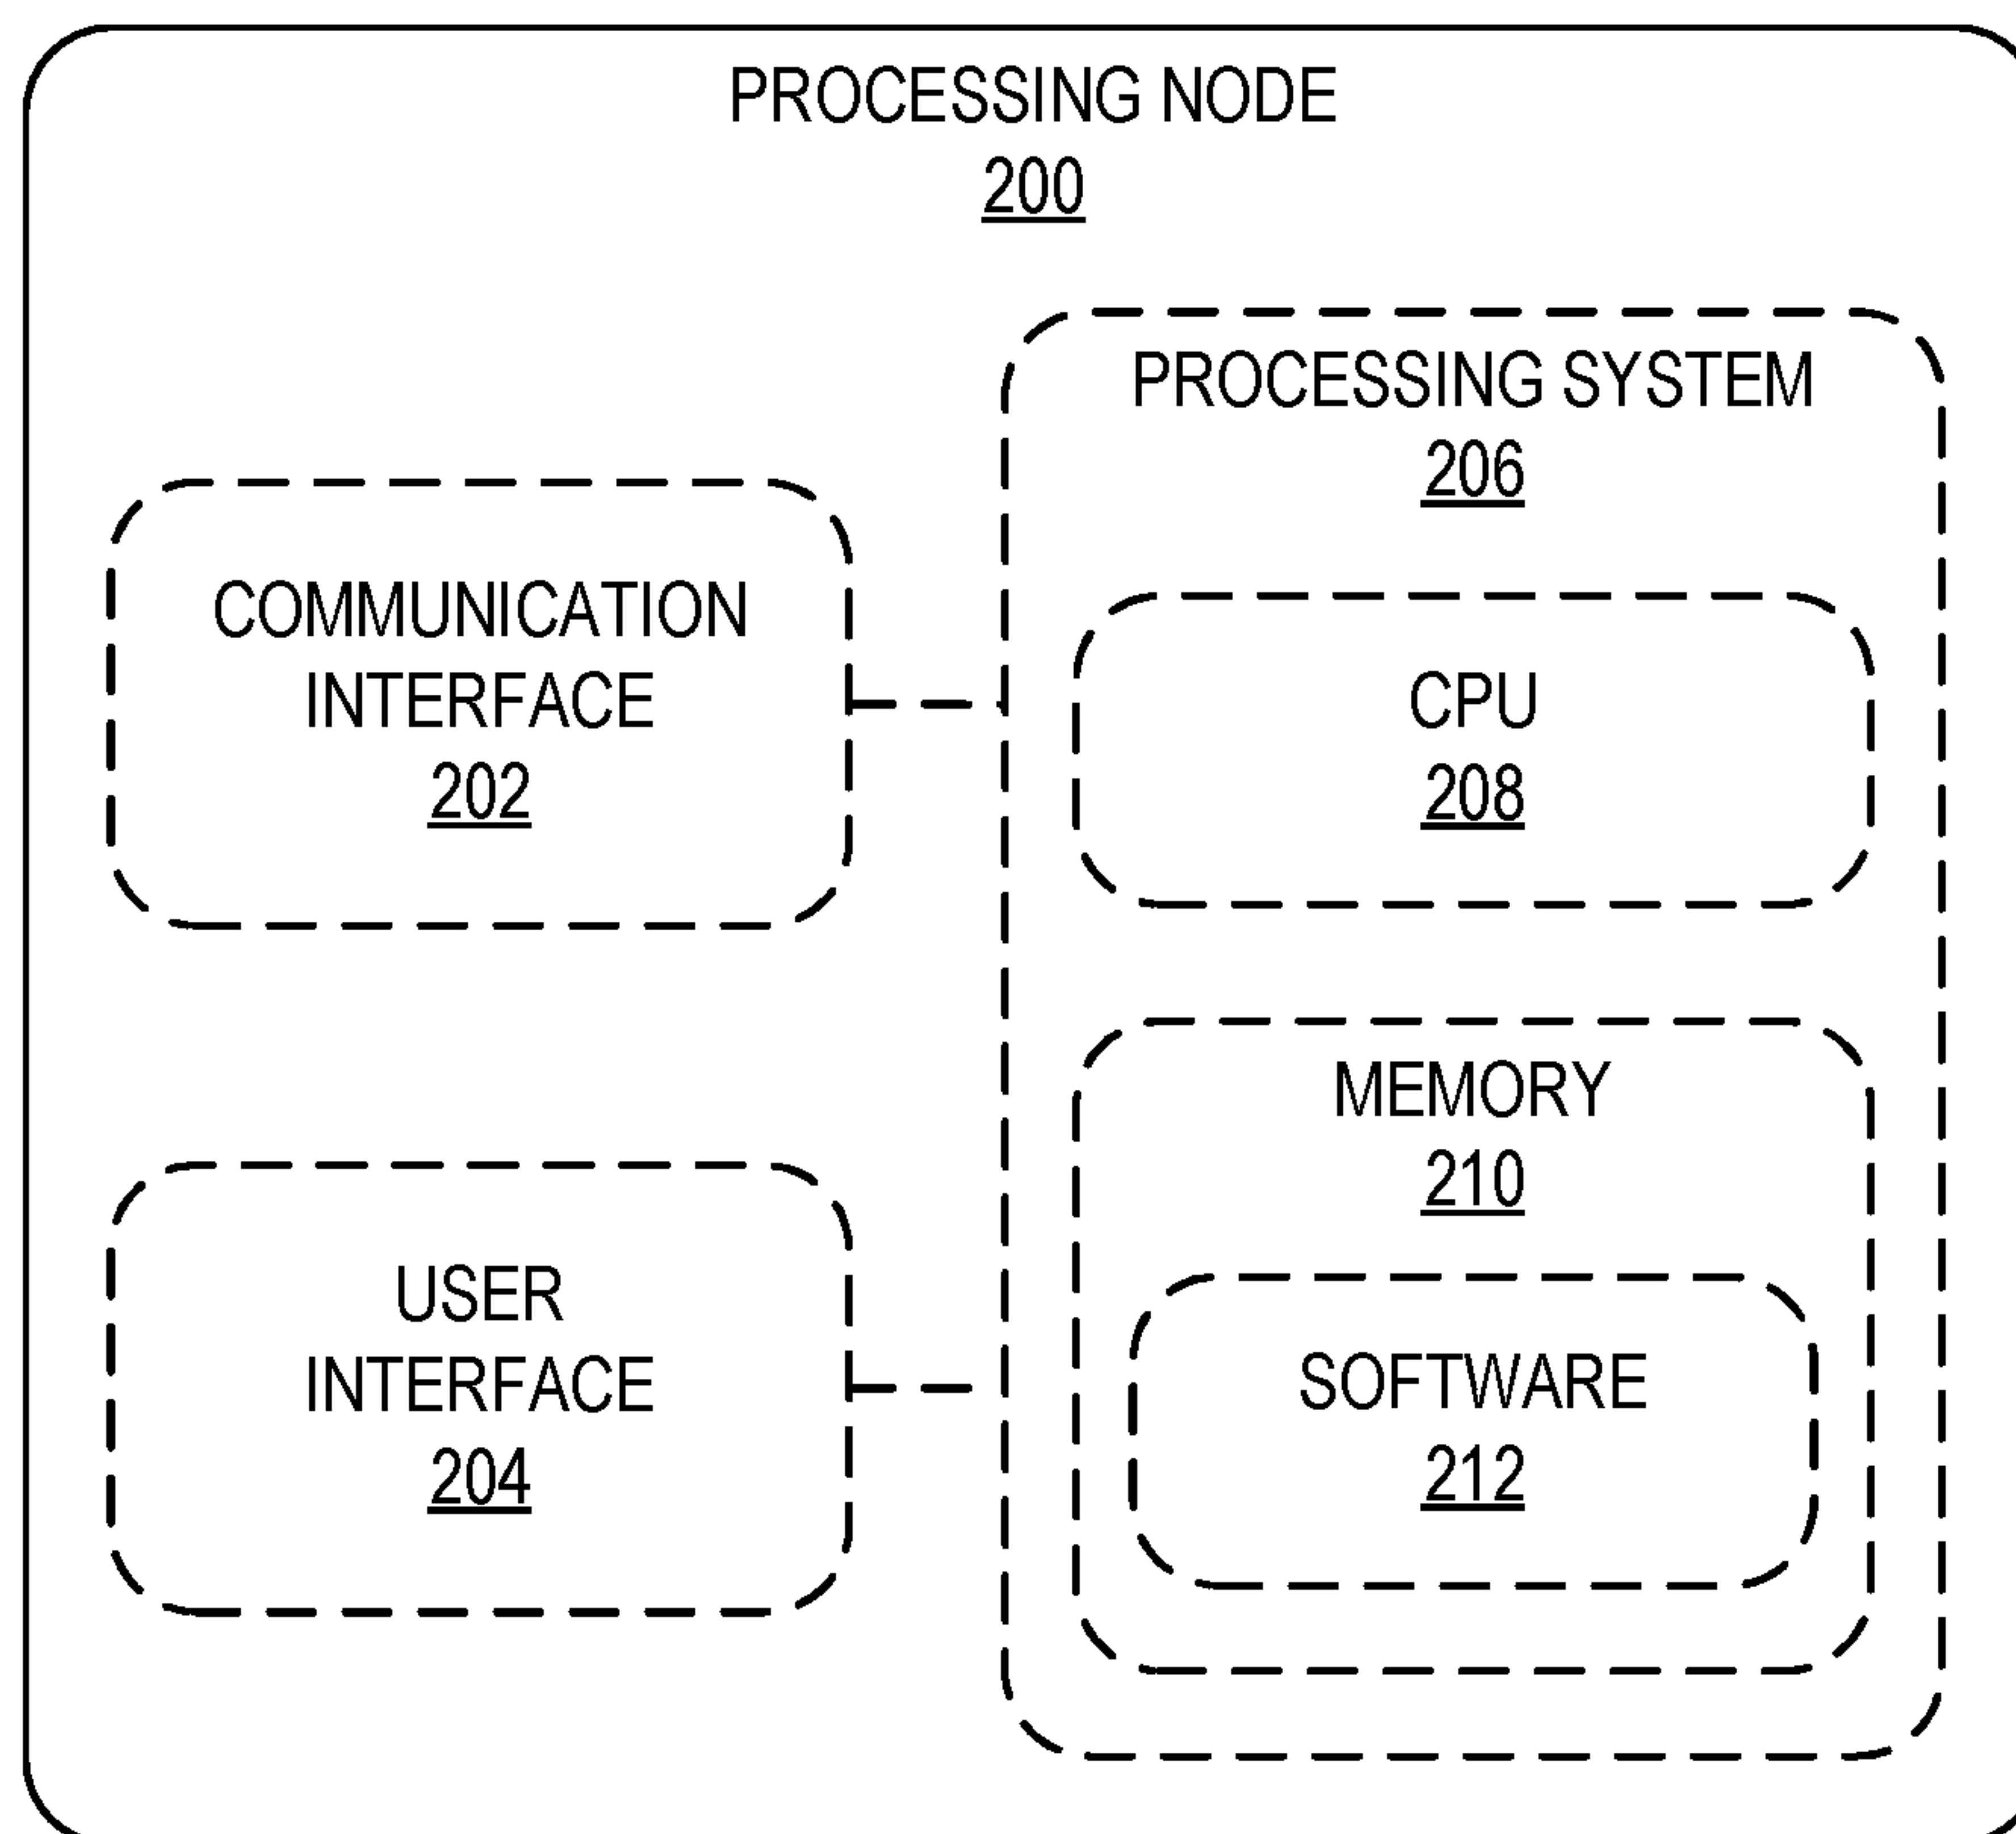 PROCESSING NODE
200
PROCESSING SYSTEM
206
COMMUNICATION
INTERFACE
202
CPU
208
MEMORY
210
USER
INTERFACE
204
SOFTWARE
212